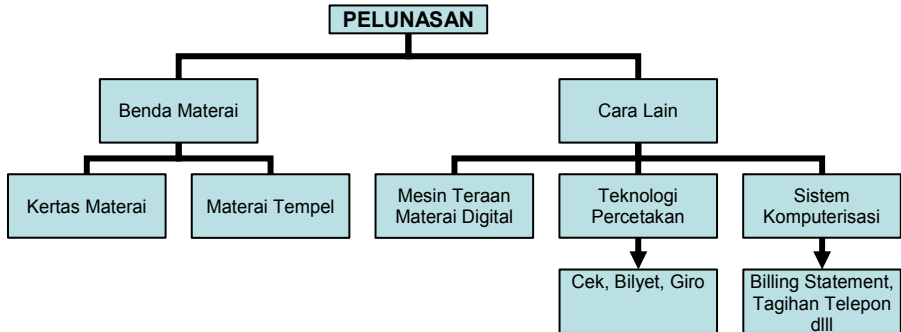 PELUNASAN
Benda Materai
Cara Lain
Kertas Materai
Materai Tempel
Mesin Teraan
Materai Digital
Teknologi
Percetakan
Sistem
Komputerisasi
Cek, Bilyet, Giro
Billing Statement,
Tagihan Telepon
dlll